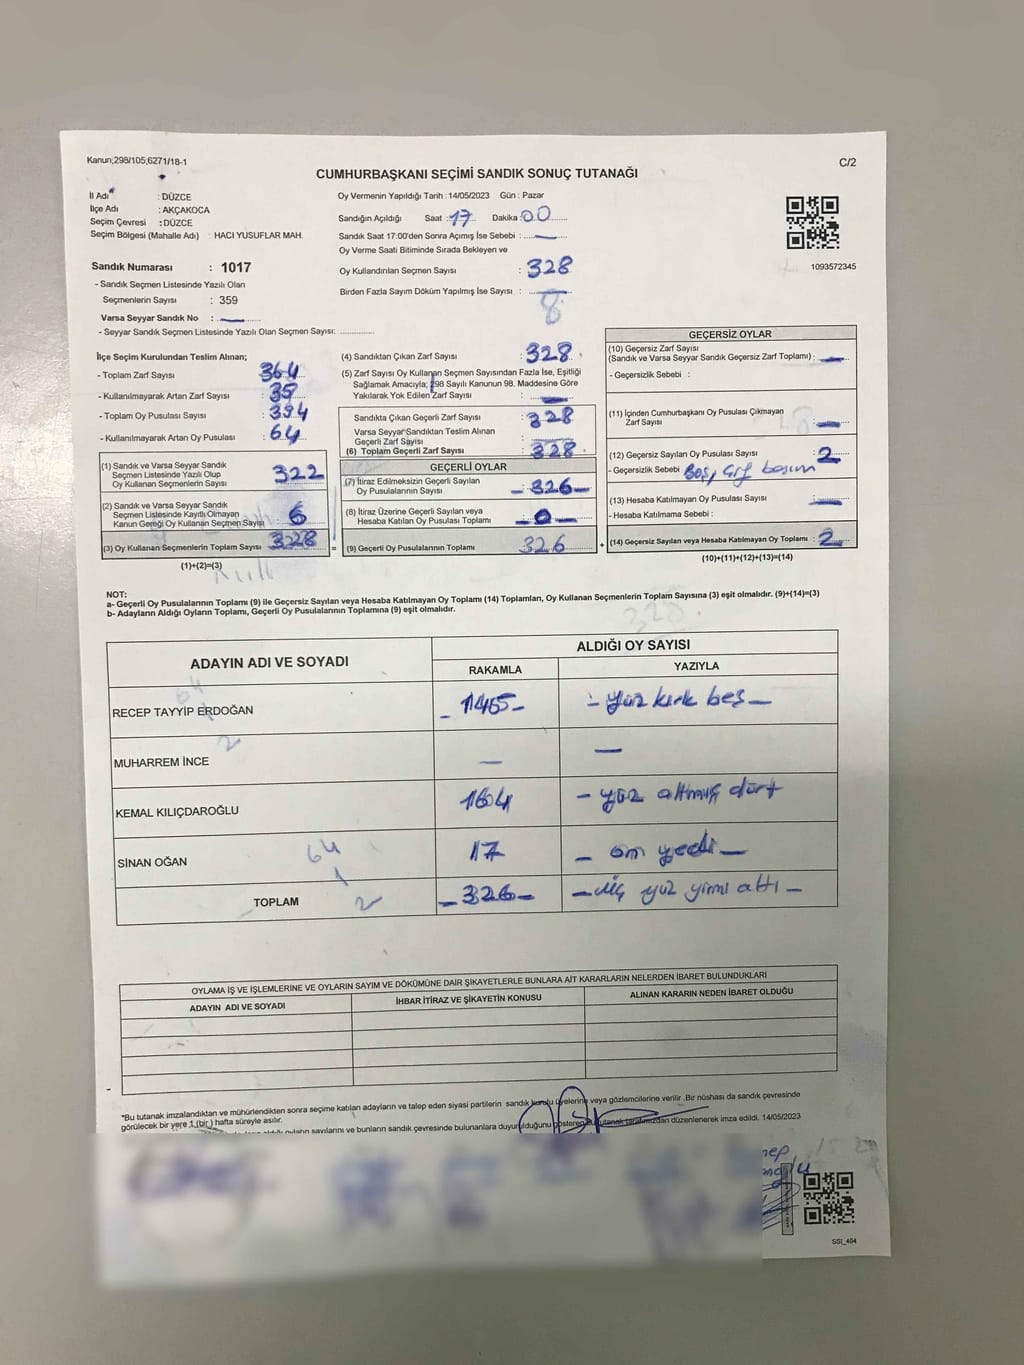 Kanun;298/105,6271/18-1
C/2
CUMHURBAŞKANI SEÇİMİ SANDIK SONUÇ TUTANAĞI
İl Adı : DÜZCE
İlçe Adı : AKÇAKOCA
Seçim Çevresi : DÜZCE
Seçim Bölgesi (Mahalle Adı) : HACI YUSUFLAR MAH.
Sandık Numarası : 1017
- Sandık Seçmen Listesinde Yazılı Olan
Seçmenlerin Sayısı : 359
Varsa Seyyar Sandık No : —
- Seyyar Sandık Seçmen Listesinde Yazılı Olan Seçmen Sayısı: ............
Oy Vermenin Yapıldığı Tarih : 14/05/2023 Gün : Pazar
Sandığın Açıldığı Saat : 17 Dakika : 00
Sandık Saat 17:00'den Sonra Açımış İse Sebebi : —
Oy Verme Saati Bitiminde Sırada Bekleyen ve
Oy Kullandırılan Seçmen Sayısı : 328
Birden Fazla Sayım Döküm Yapılmış İse Sayısı : —
8
1093572345
İlçe Seçim Kurulundan Teslim Alınan;
- Toplam Zarf Sayısı : 364
- Kullanılmayarak Artan Zarf Sayısı : 35
- Toplam Oy Pusulası Sayısı : 394
- Kullanılmayarak Artan Oy Pusulası : 64
(1) Sandık ve Varsa Seyyar Sandık
Seçmen Listesinde Yazılı Olup
Oy Kullanan Seçmenlerin Sayısı : 322
(2) Sandık ve Varsa Seyyar Sandık
Seçmen Listesinde Kayıtlı Olmayan
Kanun Gereği Oy Kullanan Seçmen Sayısı : 6
(3) Oy Kullanan Seçmenlerin Toplam Sayısı : 328
(1)+(2)=(3)
(4) Sandıktan Çıkan Zarf Sayısı : 328
(5) Zarf Sayısı Oy Kullanan Seçmen Sayısından Fazla İse, Eşitliği
Sağlamak Amacıyla; 298 Sayılı Kanunun 98. Maddesine Göre
Yakılarak Yok Edilen Zarf Sayısı : —
Sandıkta Çıkan Geçerli Zarf Sayısı : 328
Varsa Seyyar Sandıktan Teslim Alınan
Geçerli Zarf Sayısı :
(6) Toplam Geçerli Zarf Sayısı : 328
GEÇERLİ OYLAR
(7) İtiraz Edilmeksizin Geçerli Sayılan
Oy Pusulasının Sayısı : - 326 -
(8) İtiraz Üzerine Geçerli Sayılan veya
Hesaba Katılan Oy Pusulası Toplamı : - 0 -
= (9) Geçerli Oy Pusulalarının Toplamı 326
GEÇERSİZ OYLAR
(10) Geçersiz Zarf Sayısı
(Sandık ve Varsa Seyyar Sandık Geçersiz Zarf Toplamı) : —
- Geçersizlik Sebebi :
(11) İçinden Cumhurbaşkanı Oy Pusulası Çıkmayan
Zarf Sayısı : —
(12) Geçersiz Sayılan Oy Pusulası Sayısı : 2
- Geçersizlik Sebebi : Boş, çift basım
(13) Hesaba Katılmayan Oy Pusulası Sayısı : —
- Hesaba Katılmama Sebebi :
+ (14) Geçersiz Sayılan veya Hesaba Katılmayan Oy Toplamı : 2
(10)+(11)+(12)+(13)=(14)
NOT:
a- Geçerli Oy Pusulalarının Toplamı (9) ile Geçersiz Sayılan veya Hesaba Katılmayan Oy Toplamı (14) Toplamları, Oy Kullanan Seçmenlerin Toplam Sayısına (3) eşit olmalıdır. (9)+(14)=(3)
b- Adayların Aldığı Oyların Toplamı, Geçerli Oy Pusulalarının Toplamına (9) eşit olmalıdır.
328
ADAYIN ADI VE SOYADI
ALDIĞI OY SAYISI
RAKAMLA YAZIYLA
RECEP TAYYİP ERDOĞAN - 145 - - yüz kırk beş -
MUHARREM İNCE — —
KEMAL KILIÇDAROĞLU 164 - yüz altmış dört
SİNAN OĞAN 17 - on yedi -
TOPLAM - 326 - - üç yüz yirmi altı -
64
2
OYLAMA İŞ VE İŞLEMLERİNE VE OYLARIN SAYIM VE DÖKÜMÜNE DAİR ŞİKAYETLERLE BUNLARA AİT KARARLARIN NELERDEN İBARET BULUNDUKLARI
ADAYIN ADI VE SOYADI İHBAR İTİRAZ VE ŞİKAYETİN KONUSU ALINAN KARARIN NEDEN İBARET OLDUĞU
*Bu tutanak imzalandıktan ve mühürlendikten sonra seçime katılan adayların ve talep eden siyasi partilerin sandık kurulu üyelerine veya gözlemcilerine verilir .Bir nüshası da sandık çevresinde
görülecek bir yere 1 (bir ) hafta süreyle asılır.
oyların sayılarını ve bunların sandık çevresinde bulunanlara duyurulduğunu gösteren bu tutanak tarafımızdan düzenlenerek imza edildi. 14/05/2023
SSİ_404